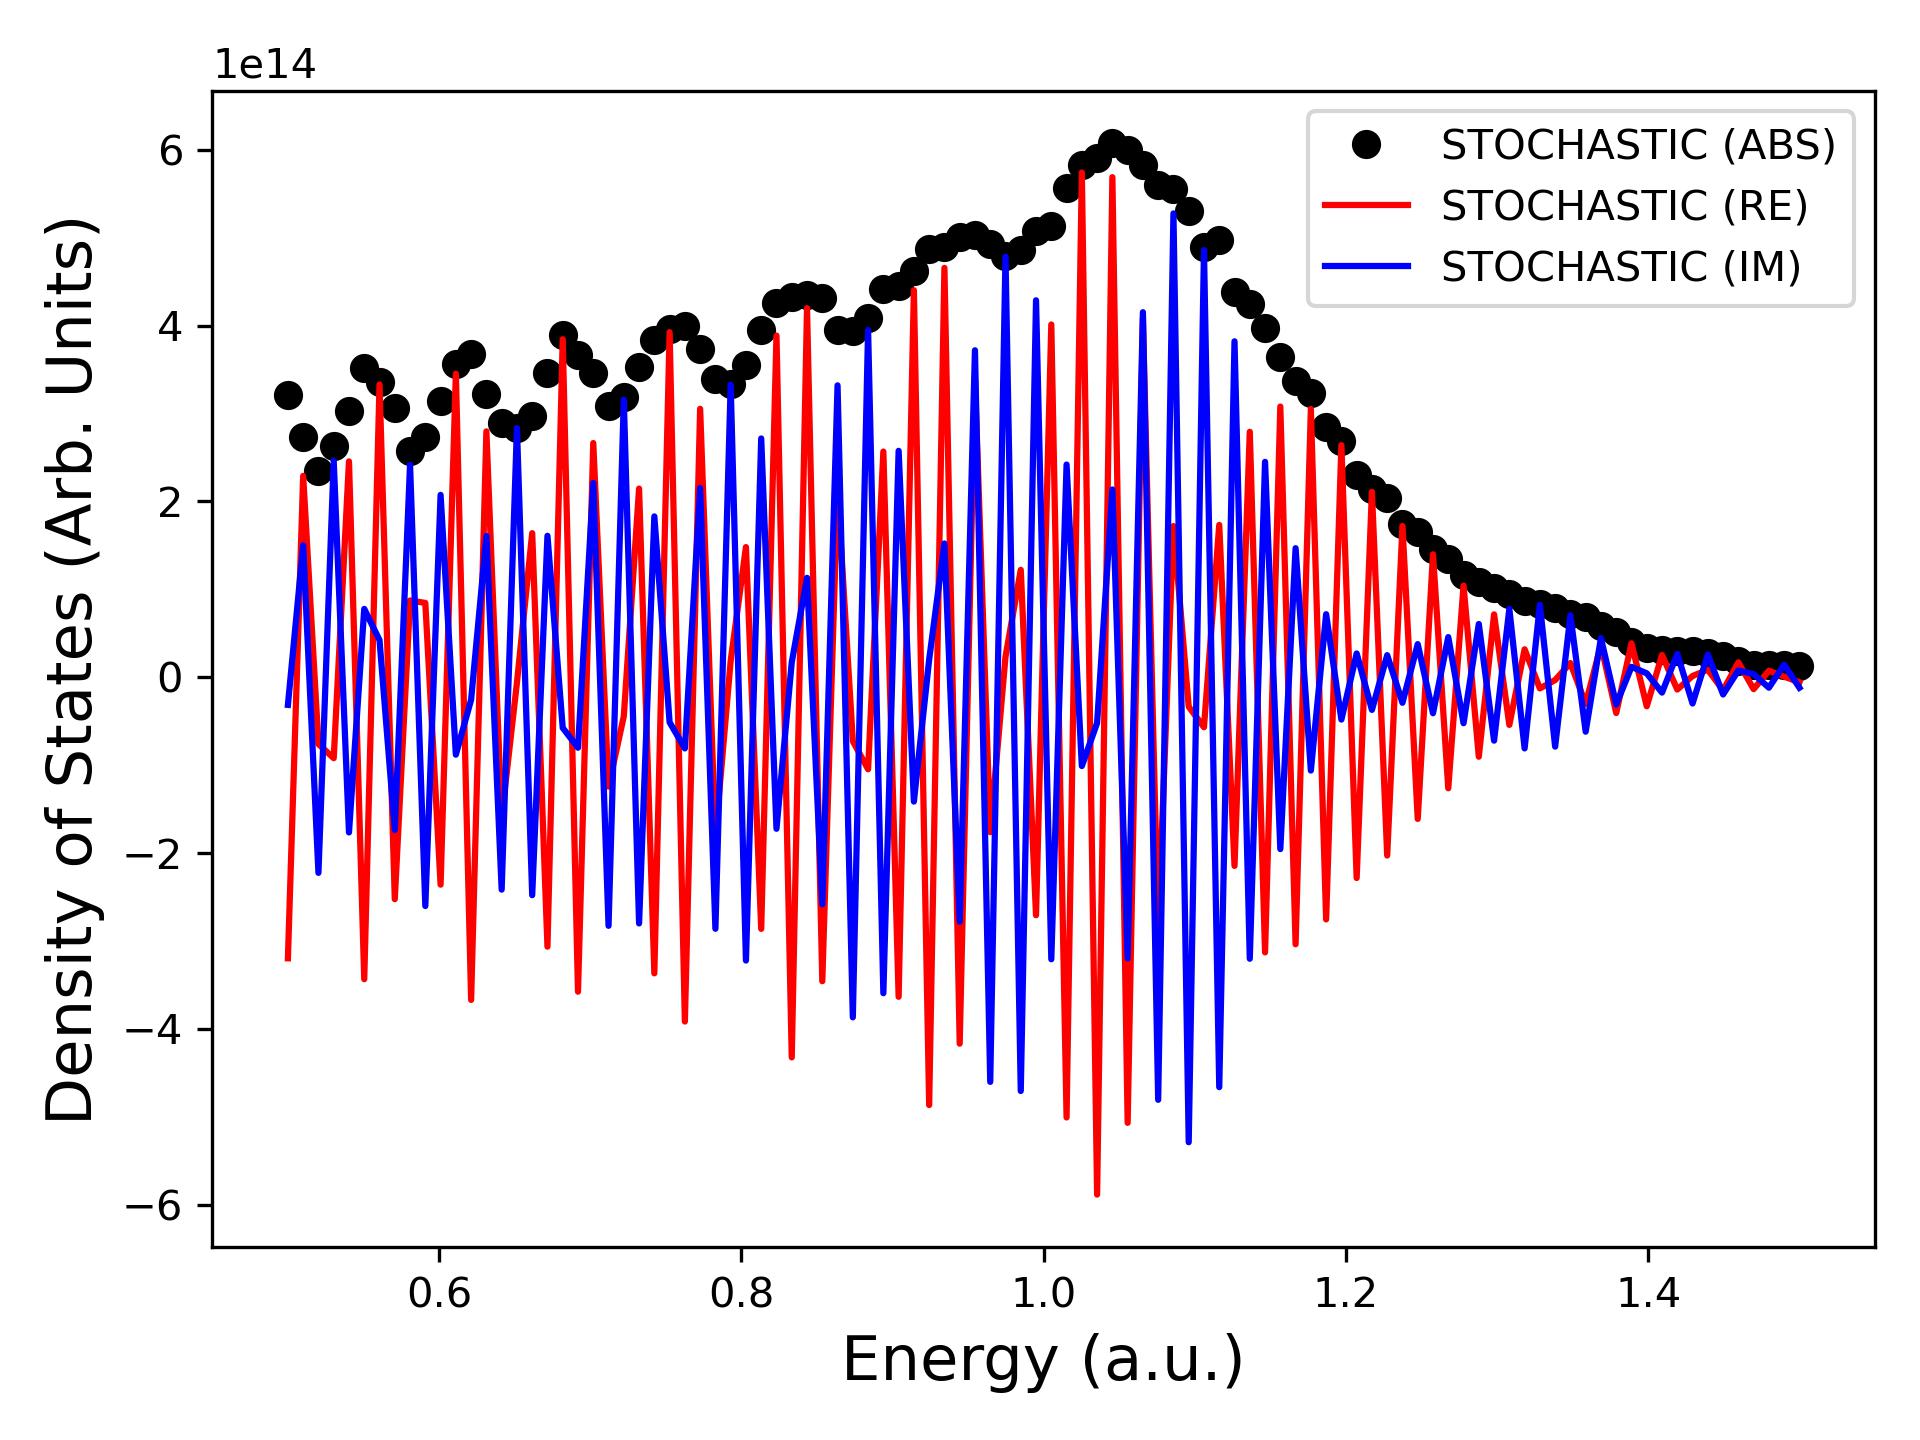 1e14
6
4
2
0
−2
−4
−6
Density of States (Arb. Units)
STOCHASTIC (ABS)
STOCHASTIC (RE)
STOCHASTIC (IM)
0.6 0.8 1.0 1.2 1.4
Energy (a.u.)